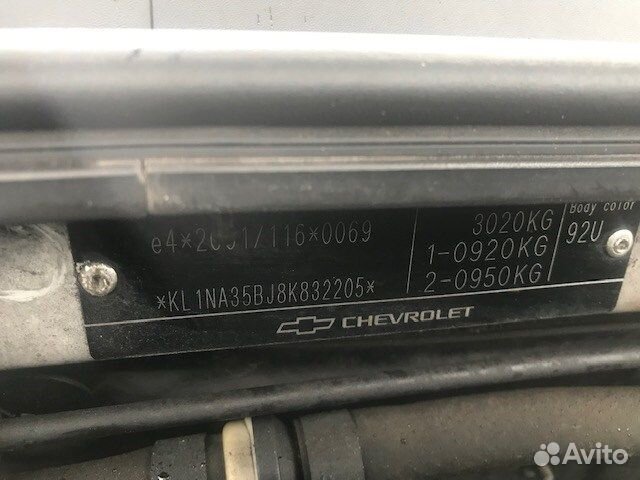 e4*2001/116*0069
3020KG
1-0920KG
2-0950KG
Body color
92U
*KL1NA35BJ8K832205*
CHEVROLET
Avito